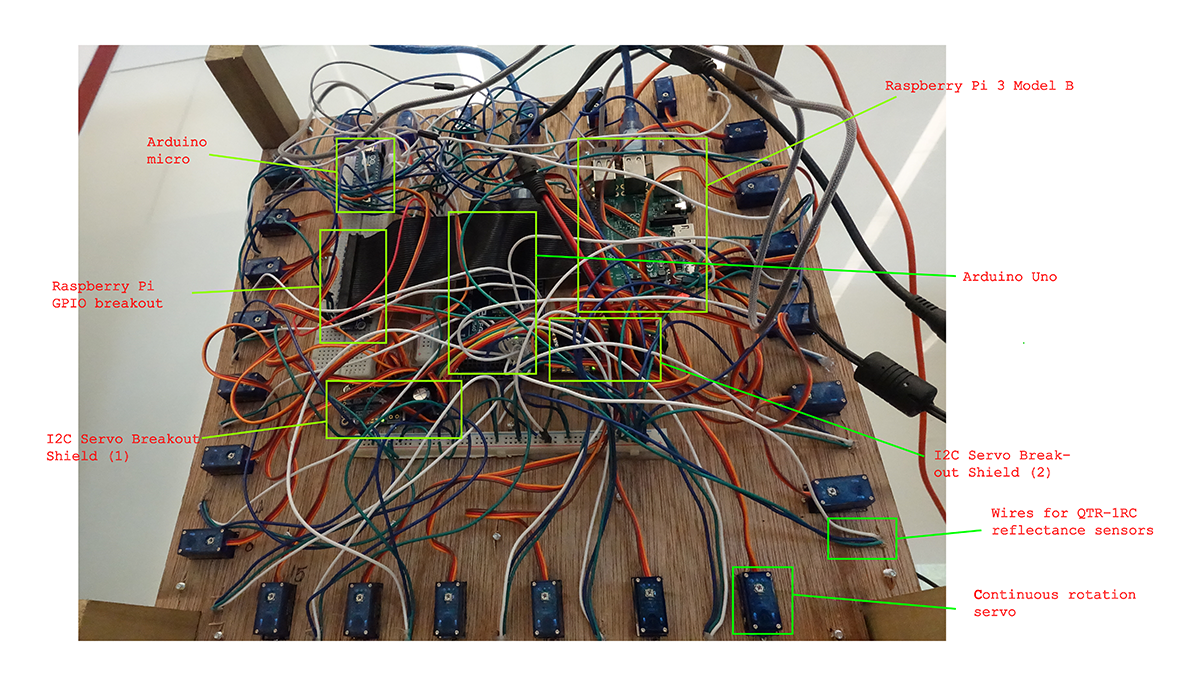 Raspberry Pi 3 Model B
Arduino
micro
Raspberry Pi
GPIO breakout
Arduino Uno
I2C Servo Breakout
Shield (1)
I2C Servo Break-
out Shield (2)
Wires for QTR-1RC
reflectance sensors
Continuous rotation
servo
15